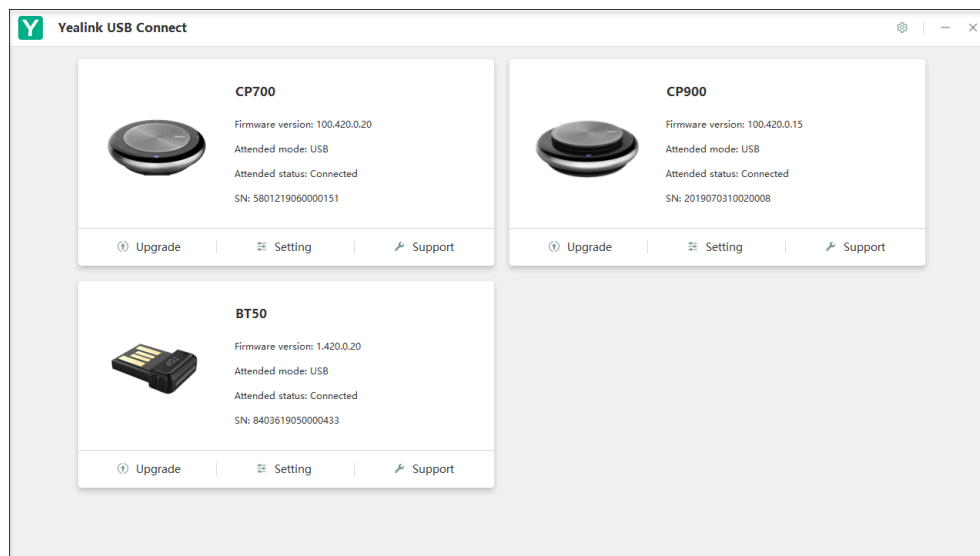 Y Yealink USB Connect
CP700
Firmware version: 100.420.0.20
Attended mode: USB
Attended status: Connected
SN: 5801219060000151
Upgrade Setting Support
CP900
Firmware version: 100.420.0.15
Attended mode: USB
Attended status: Connected
SN: 2019070310020008
Upgrade Setting Support
BT50
TOP
Firmware version: 1.420.0.20
Attended mode: USB
Attended status: Connected
SN: 8403619050000433
Upgrade Setting Support